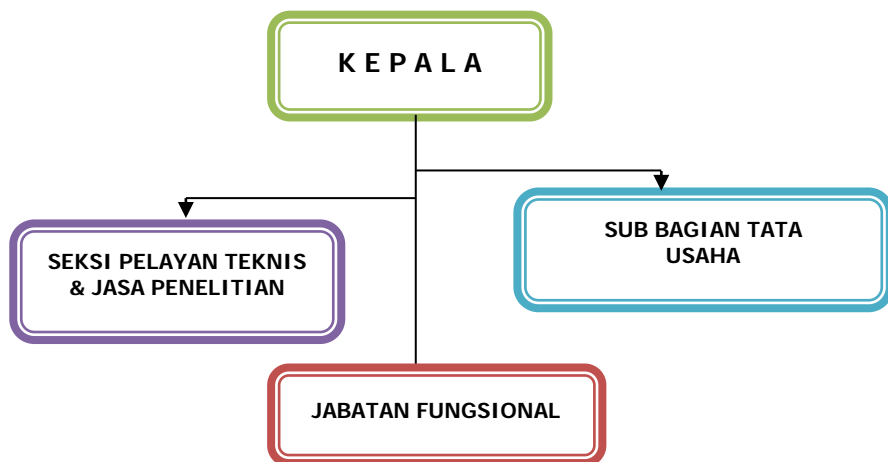 K E P A L A
SUB BAGIAN TATA
USAHA
SEKSI PELAYAN TEKNIS
& JASA PENELITIAN
JABATAN FUNGSIONAL